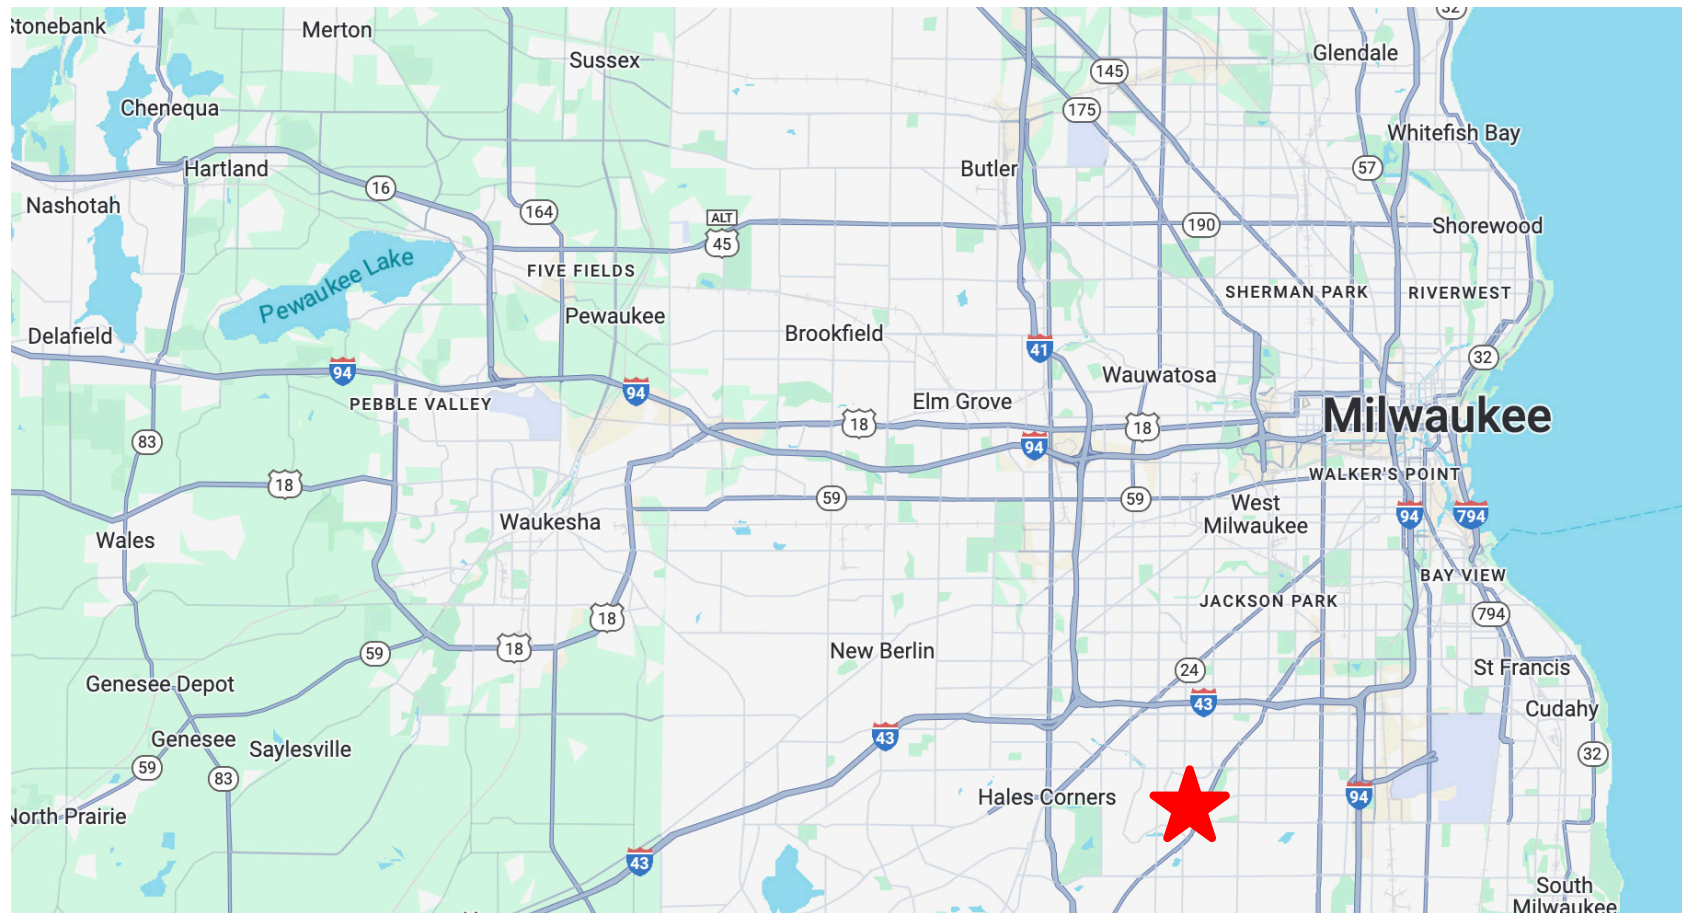 32
Stonebank
Merton
Glendale
Sussex
145
Chenequa
175
Whitefish Bay
Hartland
Butler
57
16
Nashotah
164
ALT
45
190
Shorewood
Pewaukee Lake
FIVE FIELDS
SHERMAN PARK
RIVERWEST
Pewaukee
Delafield
Brookfield
41
32
94
Wauwatosa
94
PEBBLE VALLEY
Elm Grove
Milwaukee
18
18
83
94
WALKER'S POINT
18
59
59
West
Milwaukee
94
794
Waukesha
Wales
BAY VIEW
JACKSON PARK
18
794
18
59
New Berlin
24
St Francis
Genesee Depot
43
Cudahy
43
Genesee
Saylesville
32
59
83
Hales Corners
94
North Prairie
43
South
Milwaukee